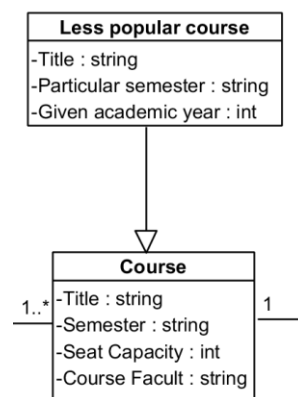 Less popular course
-Title : string
-Particular semester : string
-Given academic year : int
Course
1..*
1
-Title : string
-Semester : string
-Seat Capacity : int
-Course Facult : string